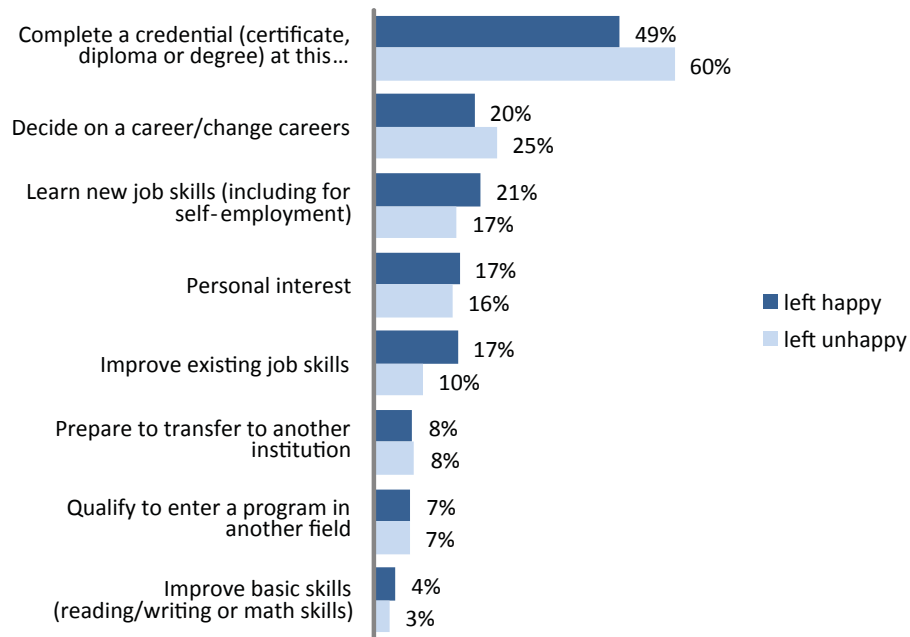 Complete a credential (certificate,
diploma or degree) at this...
49%
60%
Decide on a career/change careers
20%
25%
Learn new job skills (including for
self-employment)
21%
17%
Personal interest
17%
16%
left happy
left unhappy
Improve existing job skills
17%
10%
Prepare to transfer to another
institution
8%
8%
Qualify to enter a program in
another field
7%
7%
Improve basic skills
(reading/writing or math skills)
4%
3%